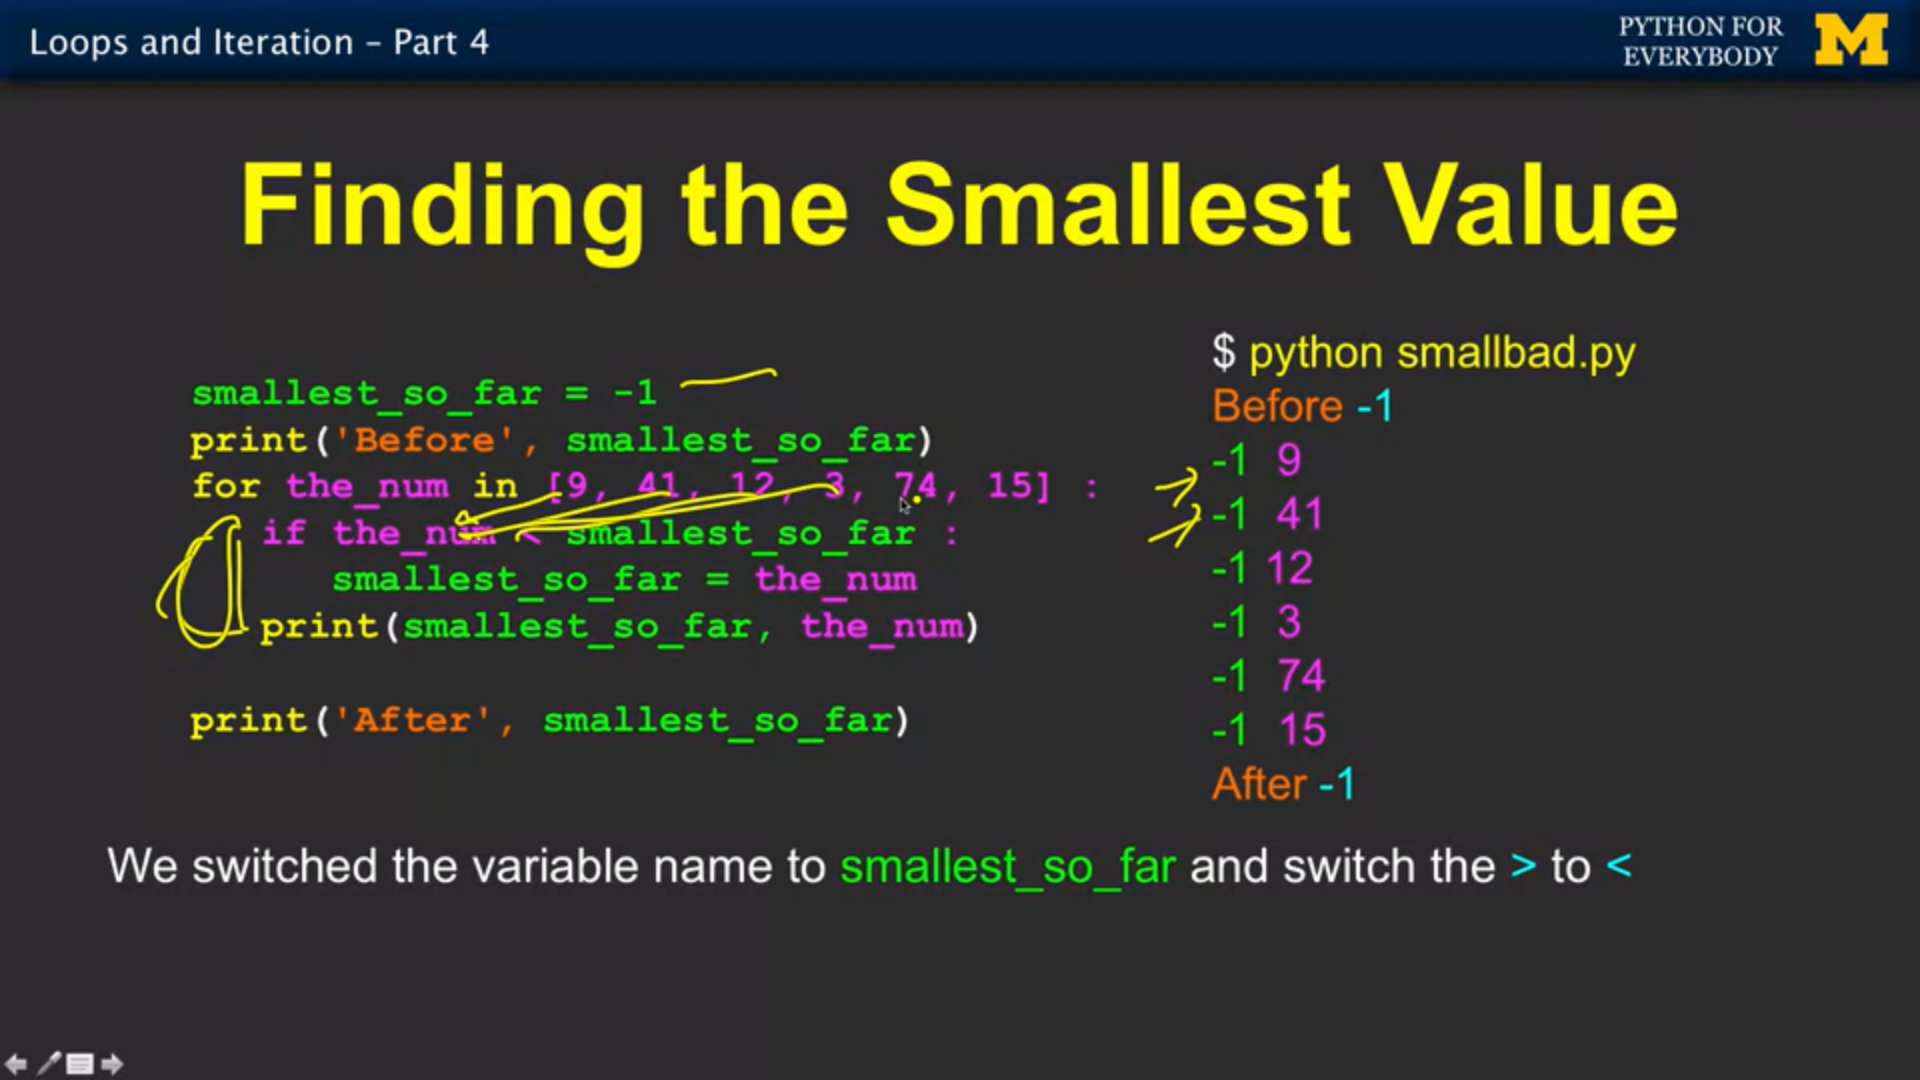 Loops and Iteration – Part 4
PYTHON FOR
EVERYBODY
M
Finding the Smallest Value
smallest_so_far = -1
print('Before', smallest_so_far)
for the_num in [9, 41, 12, 3, 74, 15] :
if the_num < smallest_so_far :
smallest_so_far = the_num
print(smallest_so_far, the_num)
print('After', smallest_so_far)
$ python smallbad.py
Before -1
-1 9
-1 41
-1 12
-1 3
-1 74
-1 15
After -1
We switched the variable name to smallest_so_far and switch the > to <